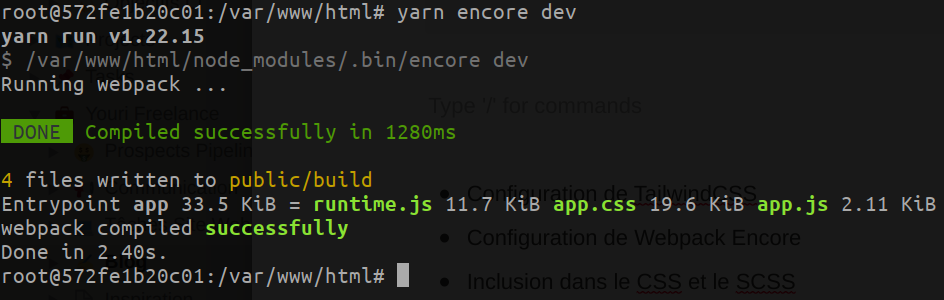 root@572fe1b20c01:/var/www/html# yarn encore dev
yarn run v1.22.15
$ /var/www/html/node_modules/.bin/encore dev
Running webpack ...
Type '/' for commands
Youri Freelance
DONE Compiled successfully in 1280ms
Prospects Pipelin
4 files written to public/build
Configuration de TailwindCSS
Entrypoint app 33.5 KiB = runtime.js 11.7 KiB app.css 19.6 KiB app.js 2.11 KiB
webpack compiled successfully
Configuration de Webpack Encore
Done in 2.40s.
root@572fe1b20c01:/var/www/html#
Inclusion dans le CSS et le SCSS
Inspiration